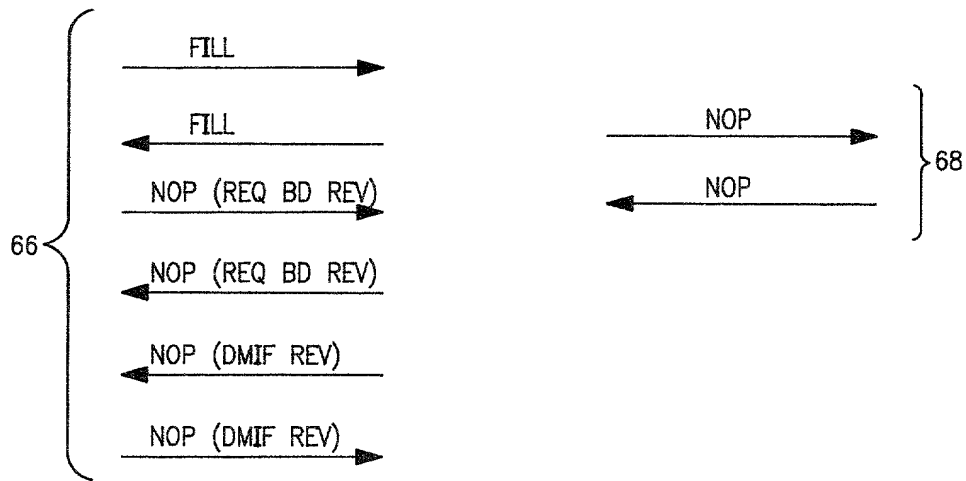 FILL
FILL
NOP (REQ BD REV)
66
NOP (REQ BD REV)
NOP (DMIF REV)
NOP (DMIF REV)
NOP
68
NOP